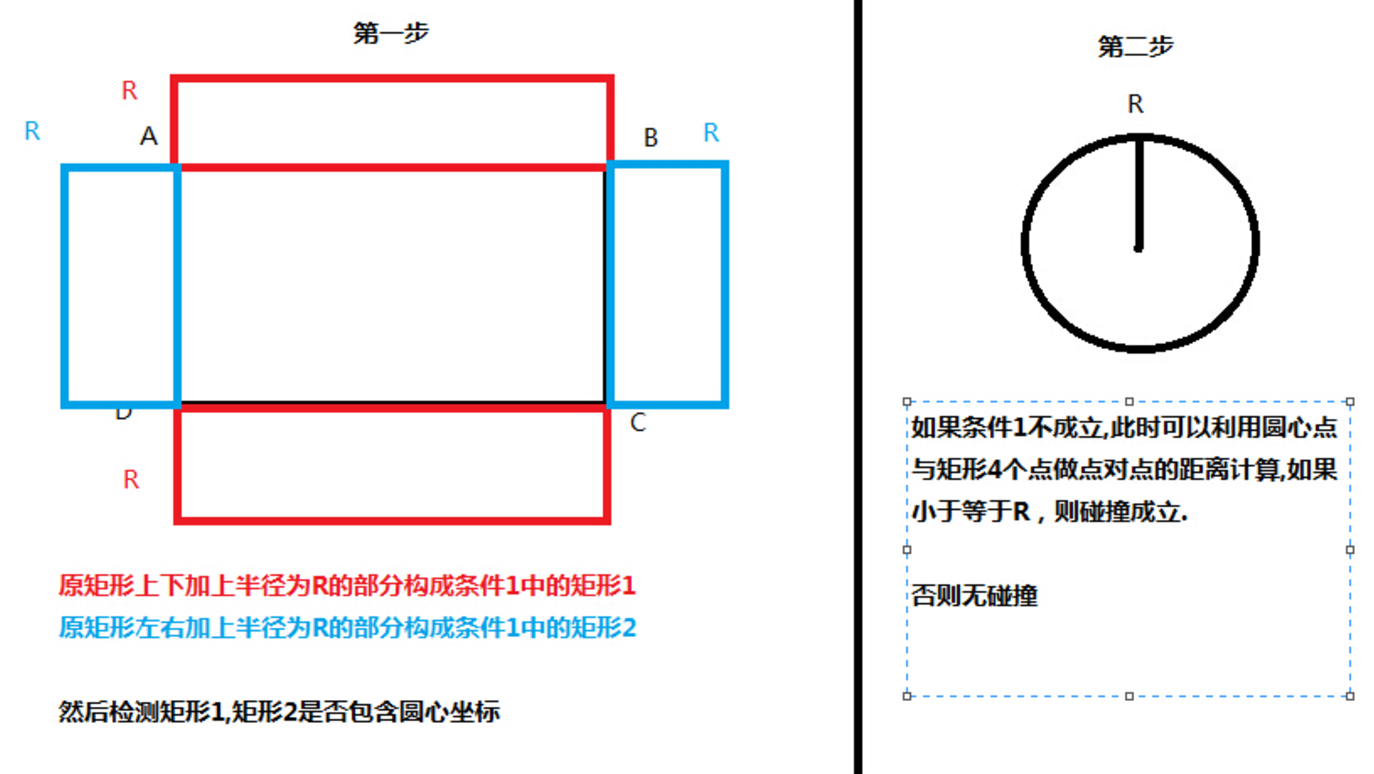 第一步
R
R
A
B
R
D
C
R
原矩形上下加上半径为R的部分构成条件1中的矩形1
原矩形左右加上半径为R的部分构成条件1中的矩形2
然后检测矩形1,矩形2是否包含圆心坐标
第二步
R
如果条件1不成立,此时可以利用圆心点
与矩形4个点做点对点的距离计算,如果
小于等于R，则碰撞成立.
否则无碰撞